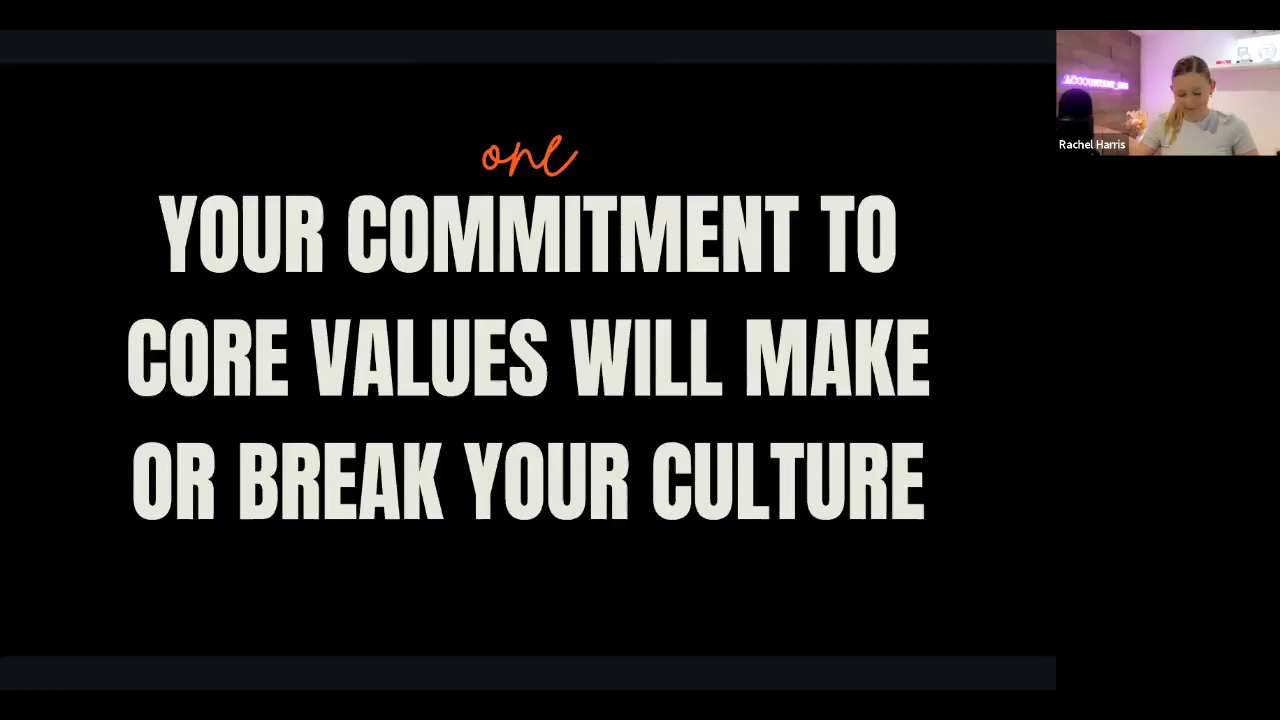 one
YOUR COMMITMENT TO
CORE VALUES WILL MAKE
OR BREAK YOUR CULTURE
Rachel Harris